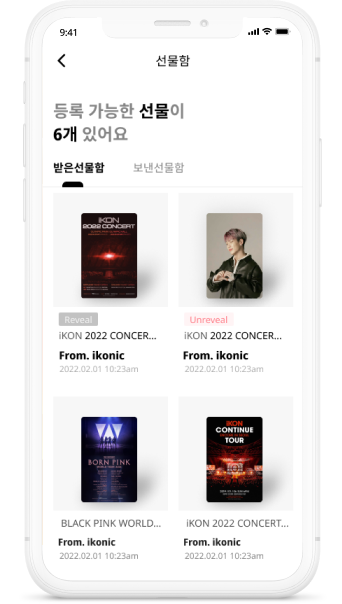 9:41
선물함
등록 가능한 선물이
6개 있어요
받은선물함 보낸선물함
iKON
2022 CONCERT
Reveal
Unreveal
iKON 2022 CONCER...
iKON 2022 CONCER...
From. ikonic
From. ikonic
2022.02.01 10:23am
2022.02.01 10:23am
BORN PINK
iKON
CONTINUE
TOUR
BLACK PINK WORLD...
iKON 2022 CONCERT...
From. ikonic
From. ikonic
2022.02.01 10:23am
2022.02.01 10:23am